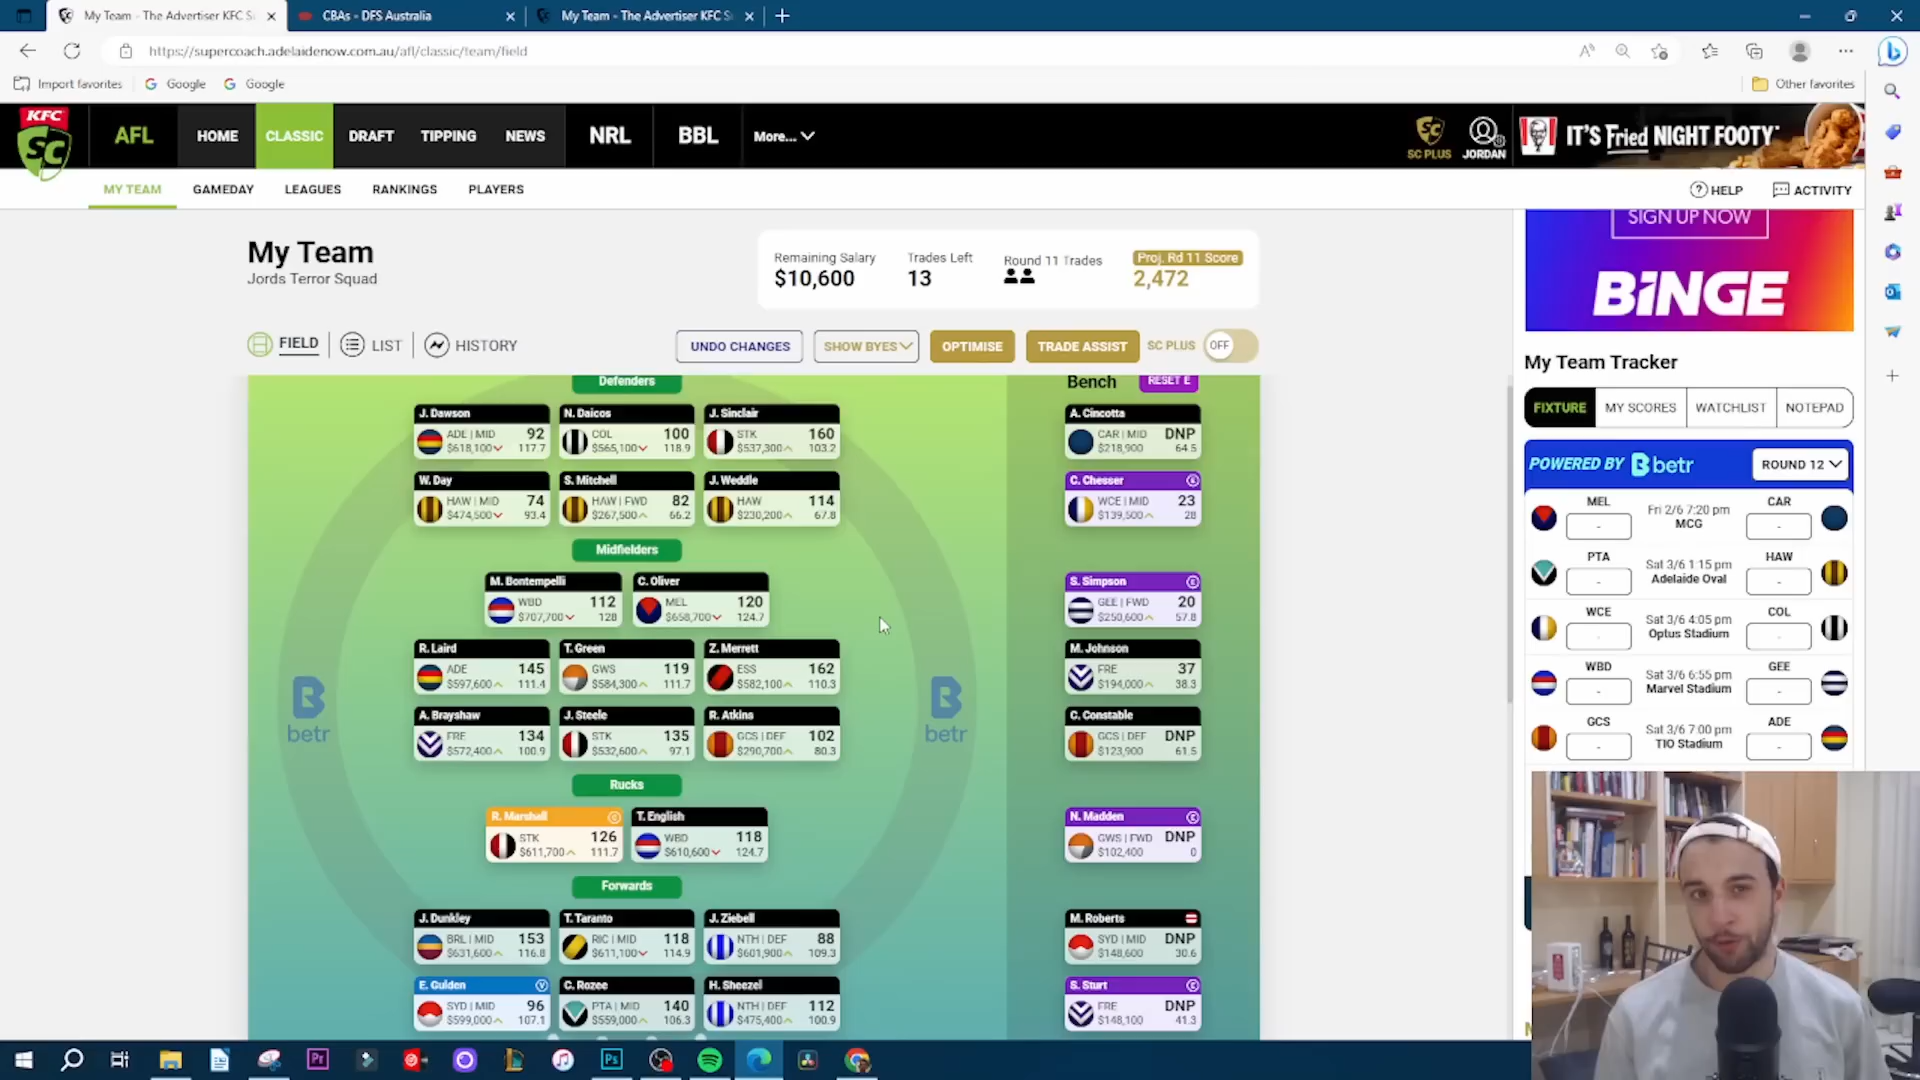 My Team - The Advertiser KFC S
CBAs - DFS Australia
My Team - The Advertiser KFC S
https://supercoach.adelaidenow.com.au/afl/classic/team/field
Import favorites
Google
Google
Other favorites
KFC
SC
AFL
HOME
CLASSIC
DRAFT
TIPPING
NEWS
NRL
BBL
More...
SC PLUS
JORDAN
IT'S Fried NIGHT FOOTY
MY TEAM
GAMEDAY
LEAGUES
RANKINGS
PLAYERS
HELP
ACTIVITY
My Team
Jords Terror Squad
Remaining Salary
$10,600
Trades Left
13
Round 11 Trades
Proj. Rd 11 Score
2,472
FIELD
LIST
HISTORY
UNDO CHANGES
SHOW BYES
OPTIMISE
TRADE ASSIST
SC PLUS
OFF
Defenders
Bench
RESET E
J. Dawson
ADE | MID 92
$618,100 117.7
N. Daicos
COL 100
$565,100 118.9
J. Sinclair
STK 160
$537,300 103.2
A. Cincotta
CAR | MID DNP
$218,900 64.5
W. Day
HAW | MID 74
$474,500 93.4
S. Mitchell
HAW | FWD 82
$267,500 66.2
J. Weddle
HAW 114
$230,200 67.8
C. Chesser
WCE | MID 23
$139,500 28
Midfielders
M. Bontempelli
WBD 112
$707,700 128
C. Oliver
MEL 120
$658,700 124.7
S. Simpson
GEE | FWD 20
$250,600 57.8
R. Laird
ADE 145
$597,600 111.4
T. Green
GWS 119
$584,300 111.7
Z. Merrett
ESS 162
$582,100 110.3
M. Johnson
FRE 37
$194,000 38.3
A. Brayshaw
FRE 134
$572,400 100.9
J. Steele
STK 135
$532,600 97.1
R. Atkins
GCS | DEF 102
$290,700 80.3
C. Constable
GCS | DEF DNP
$123,900 61.5
betr
betr
Rucks
R. Marshall
STK 126
$611,700 111.7
T. English
WBD 118
$610,600 124.7
N. Madden
GWS | FWD DNP
$102,400 0
Forwards
J. Dunkley
BRL | MID 153
$631,600 116.8
T. Taranto
RIC | MID 118
$611,100 114.9
J. Ziebell
NTH | DEF 88
$601,900 109.3
M. Roberts
SYD | MID DNP
$148,600 30.6
E. Gulden
SYD | MID 96
$599,000 107.1
C. Rozee
PTA | MID 140
$559,000 106.3
H. Sheezel
NTH | DEF 112
$475,400 100.9
S. Sturt
FRE DNP
$148,100 41.3
SIGN UP NOW
BiNGE
My Team Tracker
FIXTURE
MY SCORES
WATCHLIST
NOTEPAD
POWERED BY betr
ROUND 12
MEL
-
Fri 2/6 7:20 pm
MCG
CAR
-
PTA
-
Sat 3/6 1:15 pm
Adelaide Oval
HAW
-
WCE
-
Sat 3/6 4:05 pm
Optus Stadium
COL
-
WBD
-
Sat 3/6 6:55 pm
Marvel Stadium
GEE
-
GCS
-
Sat 3/6 7:00 pm
TIO Stadium
ADE
-